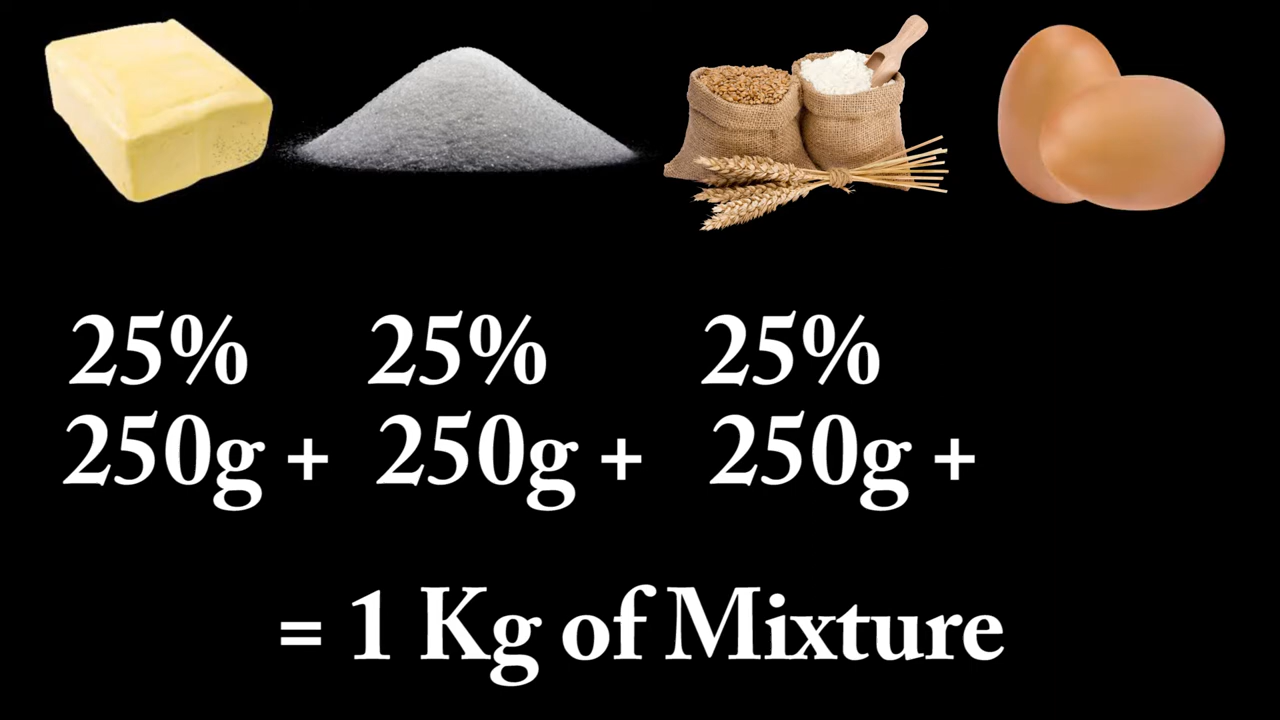 25% 25% 25%
250g + 250g + 250g +
= 1 Kg of Mixture